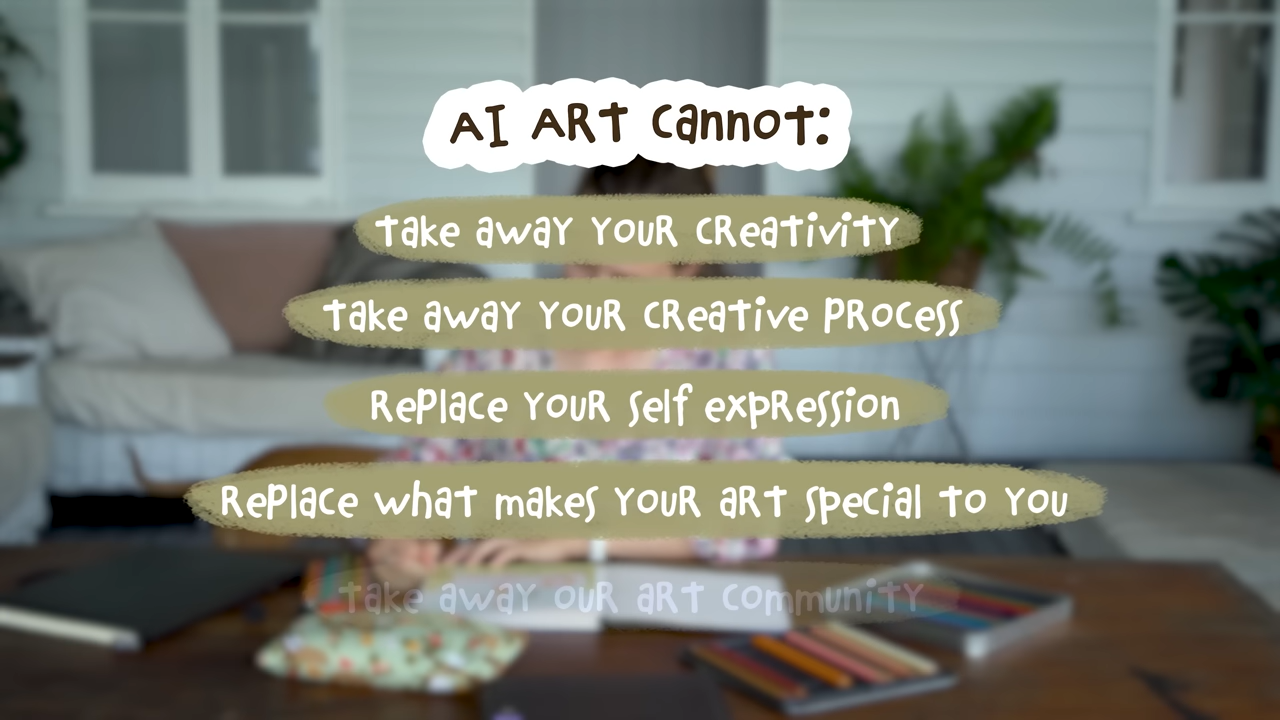 AI ART cannot:
take away your creativity
take away your creative process
Replace your self expression
Replace what makes your art special to you
take away our art community